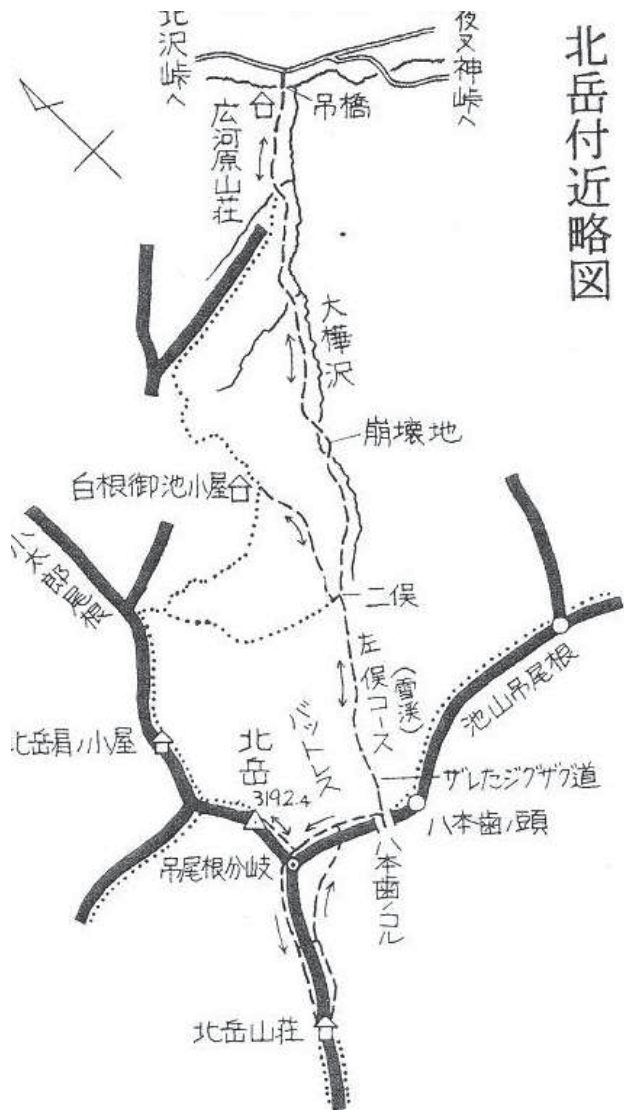 北岳付近略図
北沢峠へ
夜叉神峠へ
吊橋
広河原山荘
大樺沢
崩壊地
白根御池小屋
小太郎尾根
二俣
左俣コース
(雪渓)
池山吊尾根
北岳肩ノ小屋
北岳
3192.4
バットレス
ザレたジグザグ道
八本歯ノ頭
八本歯ノコル
吊尾根分岐
北岳山荘